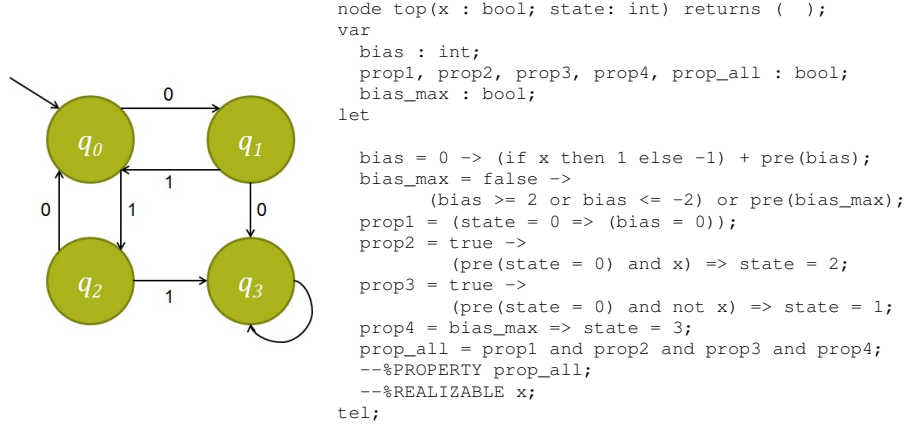 0
q0
q1
1
0
1
0
q2
q3
1
node top(x : bool; state: int) returns ( );
var
bias : int;
prop1, prop2, prop3, prop4, prop_all : bool;
bias_max : bool;
let
bias = 0 -> (if x then 1 else -1) + pre(bias);
bias_max = false ->
(bias >= 2 or bias <= -2) or pre(bias_max);
prop1 = (state = 0 => (bias = 0));
prop2 = true ->
(pre(state = 0) and x) => state = 2;
prop3 = true ->
(pre(state = 0) and not x) => state = 1;
prop4 = bias_max => state = 3;
prop_all = prop1 and prop2 and prop3 and prop4;
--%PROPERTY prop_all;
--%REALIZABLE x;
tel;